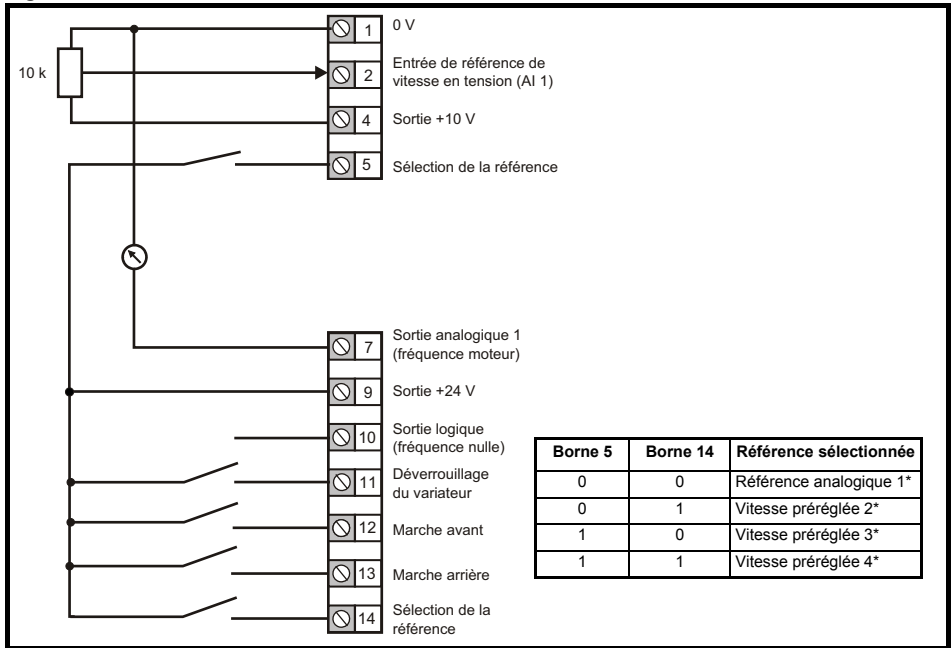 10 k
1 0 V
2 Entrée de référence de
vitesse en tension (AI 1)
4 Sortie +10 V
5 Sélection de la référence
7 Sortie analogique 1
(fréquence moteur)
9 Sortie +24 V
10 Sortie logique
(fréquence nulle)
11 Déverrouillage
du variateur
12 Marche avant
13 Marche arrière
14 Sélection de la
référence
Borne 5 Borne 14 Référence sélectionnée
0 0 Référence analogique 1*
0 1 Vitesse préréglée 2*
1 0 Vitesse préréglée 3*
1 1 Vitesse préréglée 4*